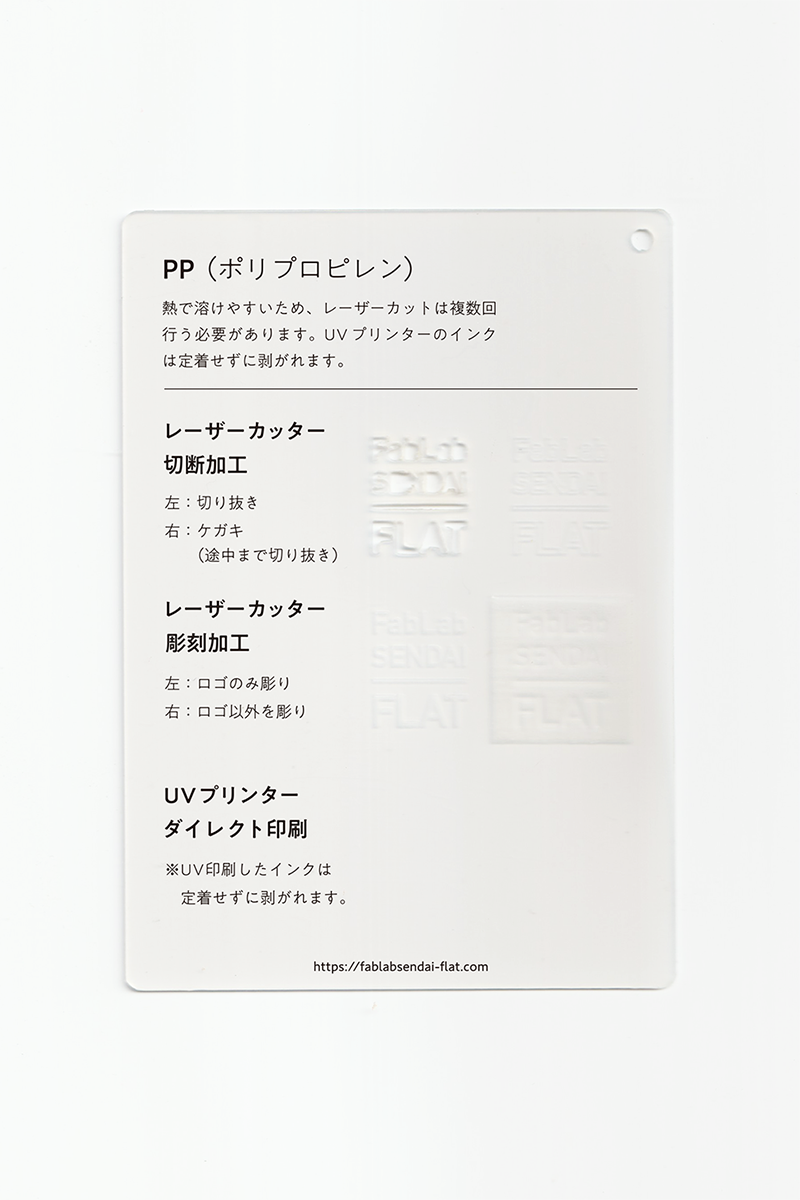 PP（ポリプロピレン）
熱で溶けやすいため、レーザーカットは複数回
行う必要があります。UVプリンターのインク
は定着せずに剥がれます。
レーザーカッター
切断加工
左：切り抜き
右：ケガキ
（途中まで切り抜き）
FabLab
SENDAI
FLAT
FabLab
SENDAI
FLAT
レーザーカッター
彫刻加工
左：ロゴのみ彫り
右：ロゴ以外を彫り
FabLab
SENDAI
FLAT
FabLab
SENDAI
FLAT
UVプリンター
ダイレクト印刷
※UV印刷したインクは
定着せずに剥がれます。
https://fablabsendai-flat.com